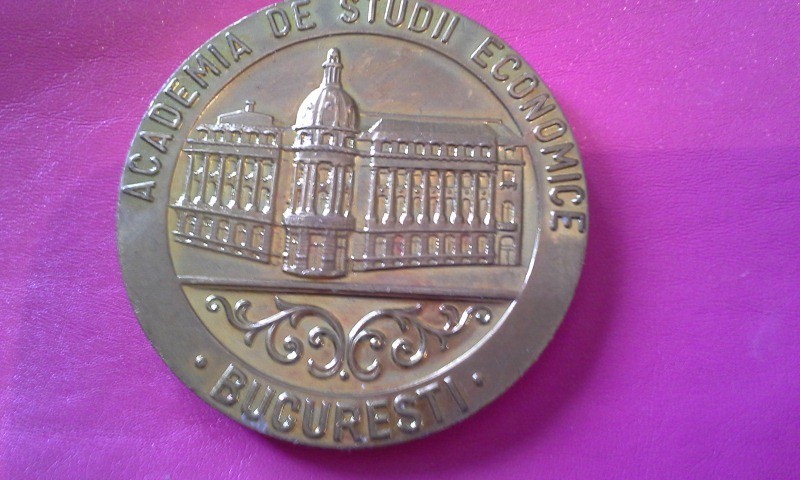 ACADEMIA DE STUDII ECONOMICE
· BUCURESTI ·